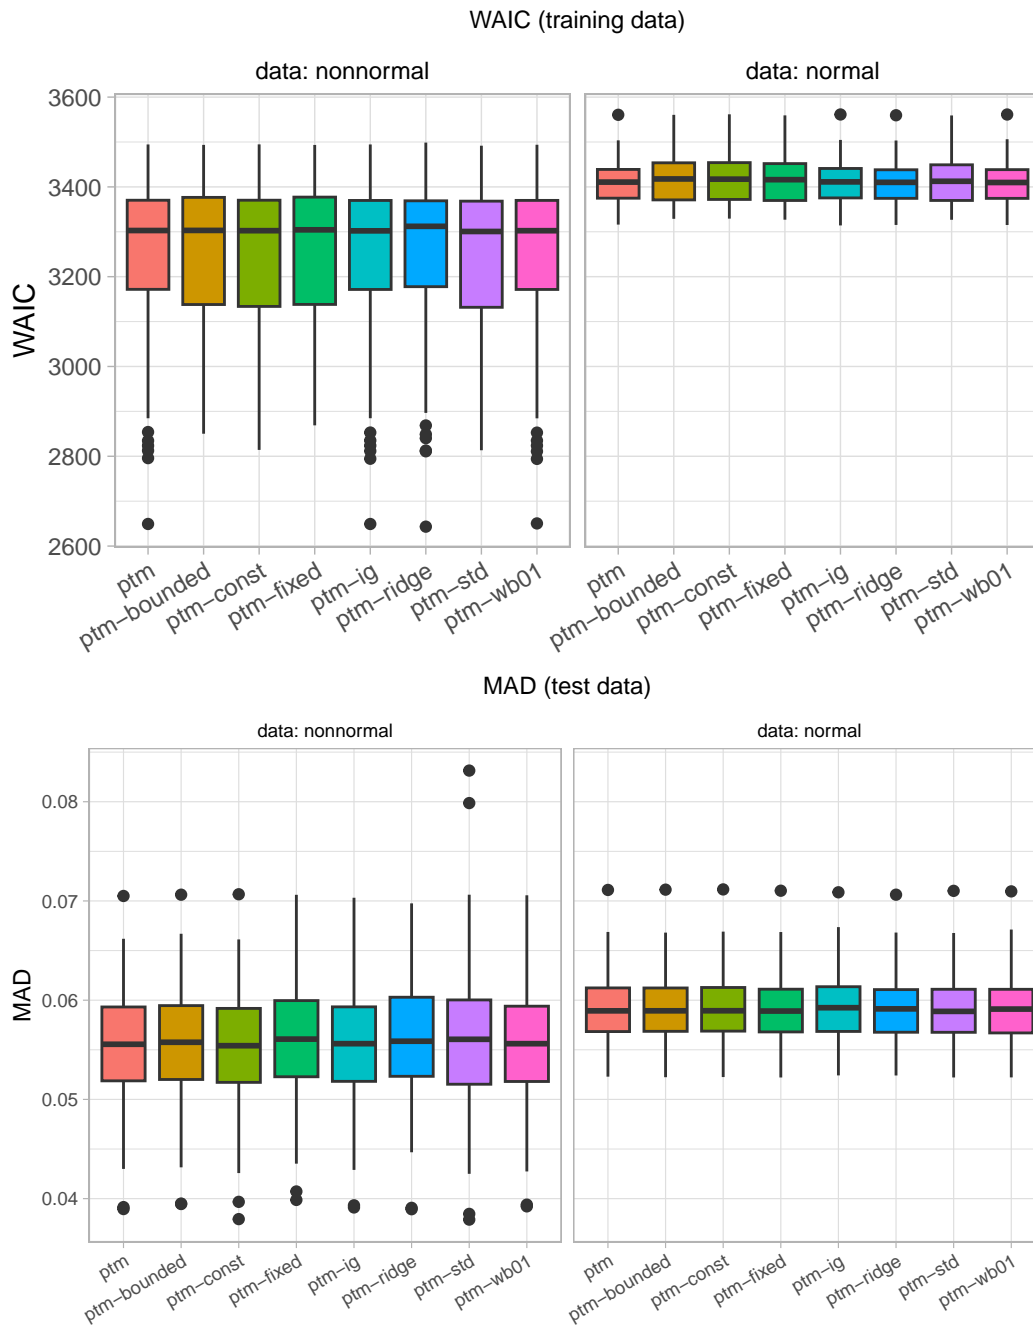 WAIC (training data)
data: nonnormal
data: normal
WAIC
3600
3400
3200
3000
2800
2600
ptm
ptm−bounded
ptm−const
ptm−fixed
ptm−ig
ptm−ridge
ptm−std
ptm−wb01
ptm
ptm−bounded
ptm−const
ptm−fixed
ptm−ig
ptm−ridge
ptm−std
ptm−wb01
MAD (test data)
data: nonnormal
data: normal
MAD
0.08
0.07
0.06
0.05
0.04
ptm
ptm−bounded
ptm−const
ptm−fixed
ptm−ig
ptm−ridge
ptm−std
ptm−wb01
ptm
ptm−bounded
ptm−const
ptm−fixed
ptm−ig
ptm−ridge
ptm−std
ptm−wb01